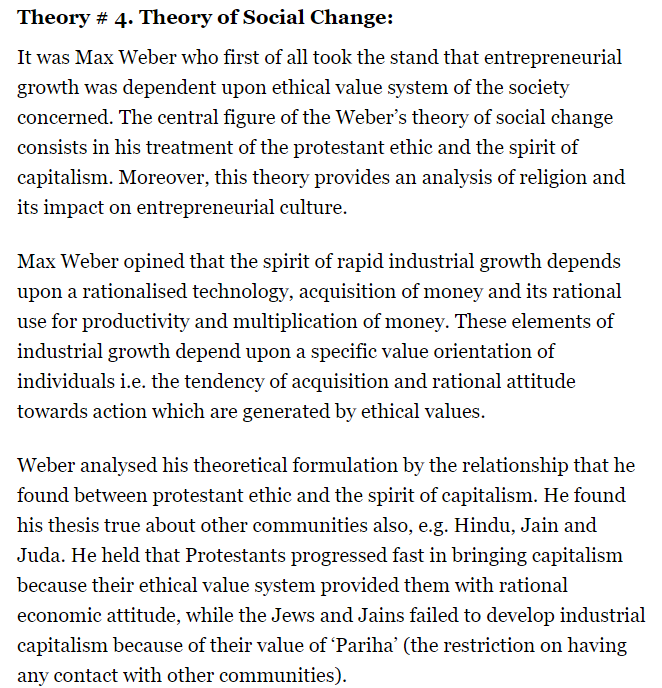 Theory # 4. Theory of Social Change:
It was Max Weber who first of all took the stand that entrepreneurial
growth was dependent upon ethical value system of the society
concerned. The central figure of the Weber’s theory of social change
consists in his treatment of the protestant ethic and the spirit of
capitalism. Moreover, this theory provides an analysis of religion and
its impact on entrepreneurial culture.
Max Weber opined that the spirit of rapid industrial growth depends
upon a rationalised technology, acquisition of money and its rational
use for productivity and multiplication of money. These elements of
industrial growth depend upon a specific value orientation of
individuals i.e. the tendency of acquisition and rational attitude
towards action which are generated by ethical values.
Weber analysed his theoretical formulation by the relationship that he
found between protestant ethic and the spirit of capitalism. He found
his thesis true about other communities also, e.g. Hindu, Jain and
Juda. He held that Protestants progressed fast in bringing capitalism
because their ethical value system provided them with rational
economic attitude, while the Jews and Jains failed to develop industrial
capitalism because of their value of ‘Pariha’ (the restriction on having
any contact with other communities).